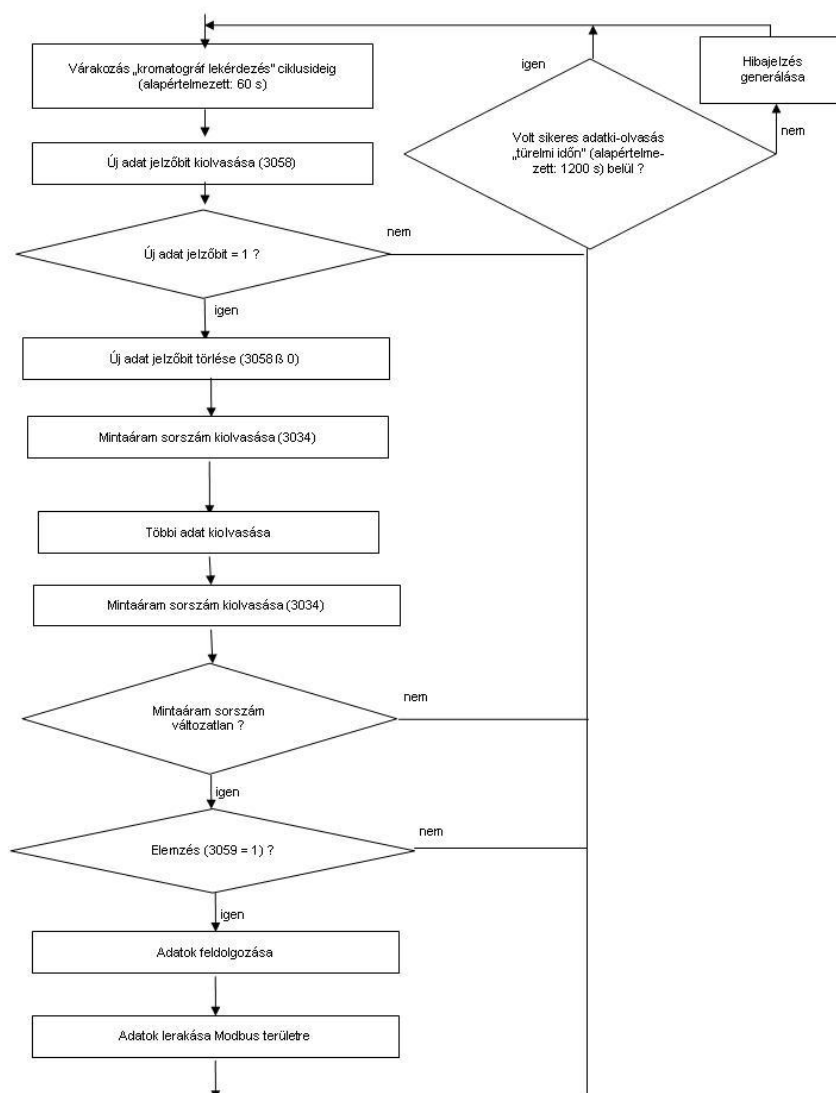 Várakozás „kromatográf lekérdezés” ciklusideig
(alapértelmezett: 60 s)
igen
Hibajelzés
generálása
Volt sikeres adatki-olvasás
„türelmi időn” (alapértelme-
zett: 1200 s) belül ?
nem
Új adat jelzőbit kiolvasása (3058)
nem
Új adat jelzőbit = 1 ?
igen
Új adat jelzőbit törlése (3058 ß 0)
Mintaáram sorszám kiolvasása (3034)
Többi adat kiolvasása
Mintaáram sorszám kiolvasása (3034)
nem
Mintaáram sorszám
változatlan ?
igen
nem
Elemzés (3059 = 1) ?
igen
Adatok feldolgozása
Adatok lerakása Modbus területre